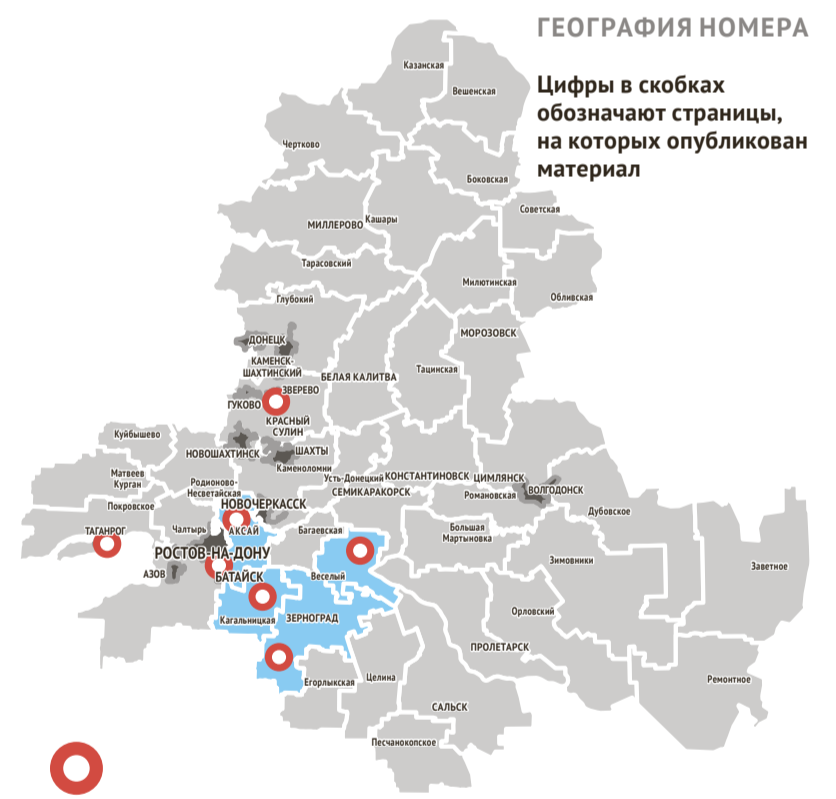 ГЕОГРАФИЯ НОМЕРА
Цифры в скобках
обозначают страницы,
на которых опубликован
материал
Казанская
Вешенская
Чертково
Боковская
Советская
МИЛЛЕРОВО
Кашары
Тарасовский
Милютинская
Обливская
Глубокий
МОРОЗОВСК
ДОНЕЦК
КАМЕНСК-
ШАХТИНСКИЙ
БЕЛАЯ КАЛИТВА
Тацинская
ЗВЕРЕВО
ГУКОВО
КРАСНЫЙ
СУЛИН
Куйбышево
НОВОШАХТИНСК
ШАХТЫ
Каменоломни
Матвеев
Курган
Родионово-
Несветайская
Усть-Донецкий
КОНСТАНТИНОВСК
ЦИМЛЯНСК
СЕМИКАРАКОРСК
Романовская
ВОЛГОДОНСК
Покровское
НОВОЧЕРКАССК
Дубовское
ТАГАНРОГ
Чалтырь
АКСАЙ
Багаевская
Большая
Мартыновка
РОСТОВ-НА-ДОНУ
Зимовники
Заветное
АЗОВ
БАТАЙСК
Веселый
Кагальницкая
ЗЕРНОГРАД
Орловский
ПРОЛЕТАРСК
Егорлыкская
Целина
Ремонтное
САЛЬСК
Песчанокопское